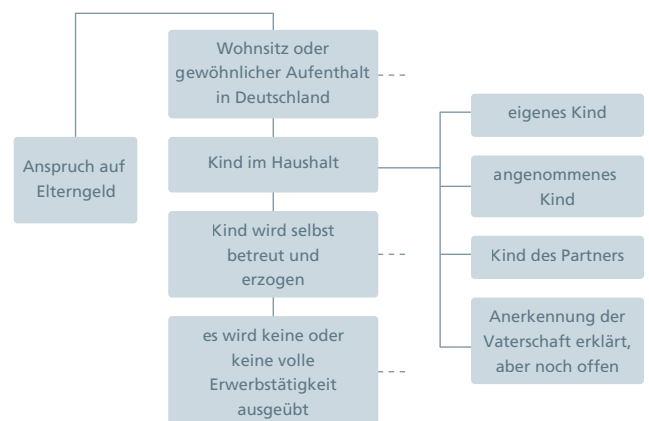 Anspruch auf
Elterngeld
Wohnsitz oder
gewöhnlicher Aufenthalt
in Deutschland
Kind im Haushalt
Kind wird selbst
betreut und
erzogen
es wird keine oder
keine volle
Erwerbstätigkeit
ausgeübt
eigenes Kind
angenommenes
Kind
Kind des Partners
Anerkennung der
Vaterschaft erklärt,
aber noch offen